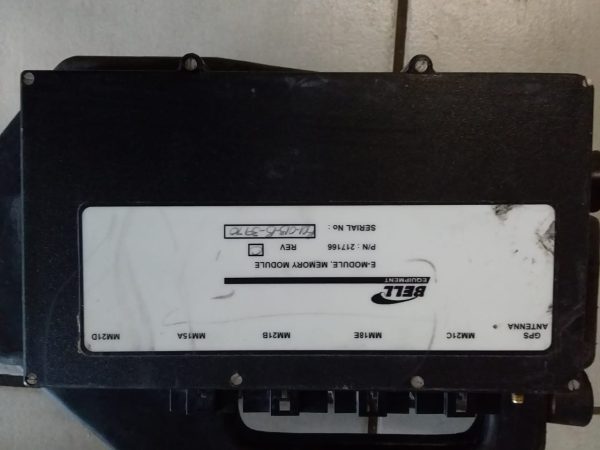 GPS
ANTENNA
MM21C
MM18E
MM21B
MM15A
MM21D
BELL
EQUIPMENT
E-MODULE, MEMORY MODULE
P/N : 217166 REV C
SERIAL No :